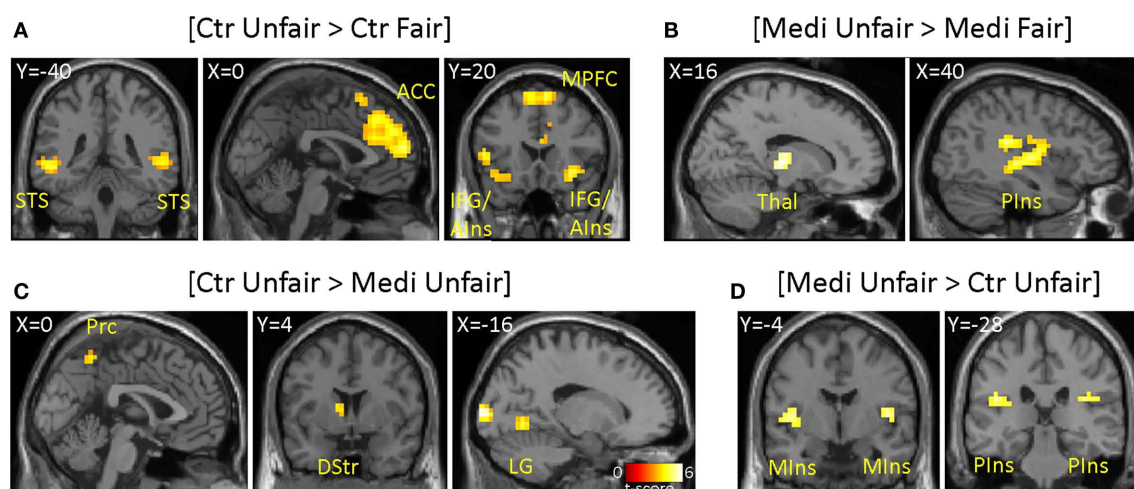 A
[Ctr Unfair > Ctr Fair]
Y=-40
STS
STS
X=0
ACC
Y=20
MPFC
IFG/
AIns
IFG/
AIns
B
[Medi Unfair > Medi Fair]
X=16
Thal
X=40
PIns
C
[Ctr Unfair > Medi Unfair]
X=0
Prc
Y=4
DStr
X=-16
LG
0
6
t-score
D
[Medi Unfair > Ctr Unfair]
Y=-4
MIns
MIns
Y=-28
PIns
PIns